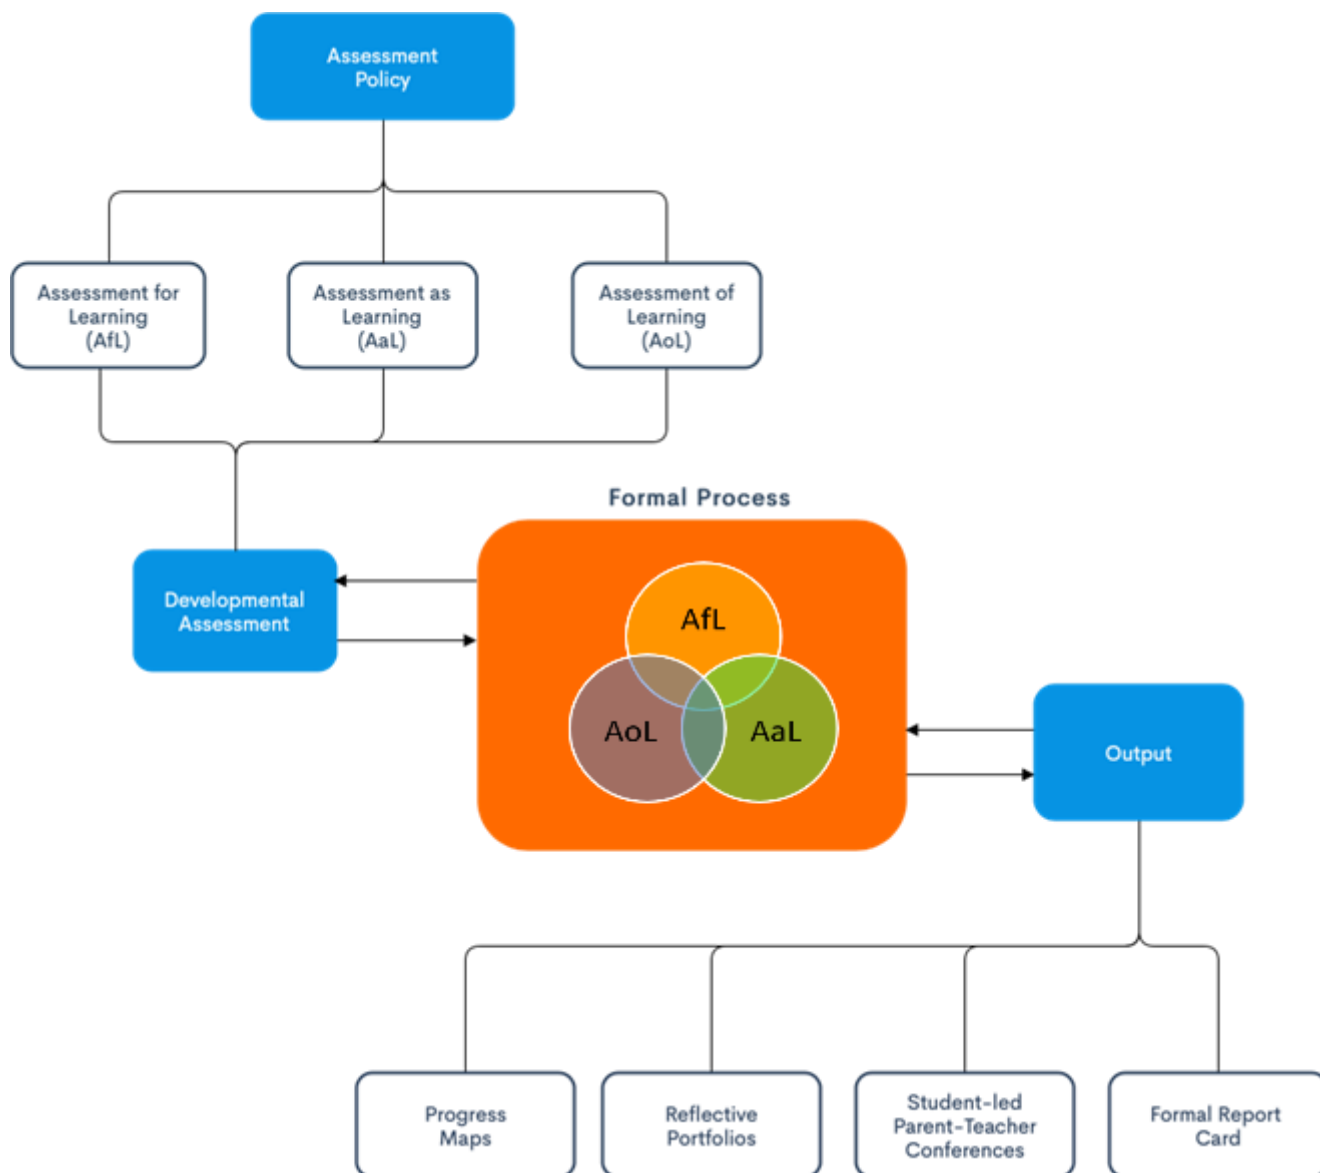 Assessment
Policy
Assessment for
Learning
(AfL)
Assessment as
Learning
(AaL)
Assessment of
Learning
(AoL)
Formal Process
Developmental
Assessment
AfL
AoL
AaL
Output
Progress
Maps
Reflective
Portfolios
Student-led
Parent-Teacher
Conferences
Formal Report
Card